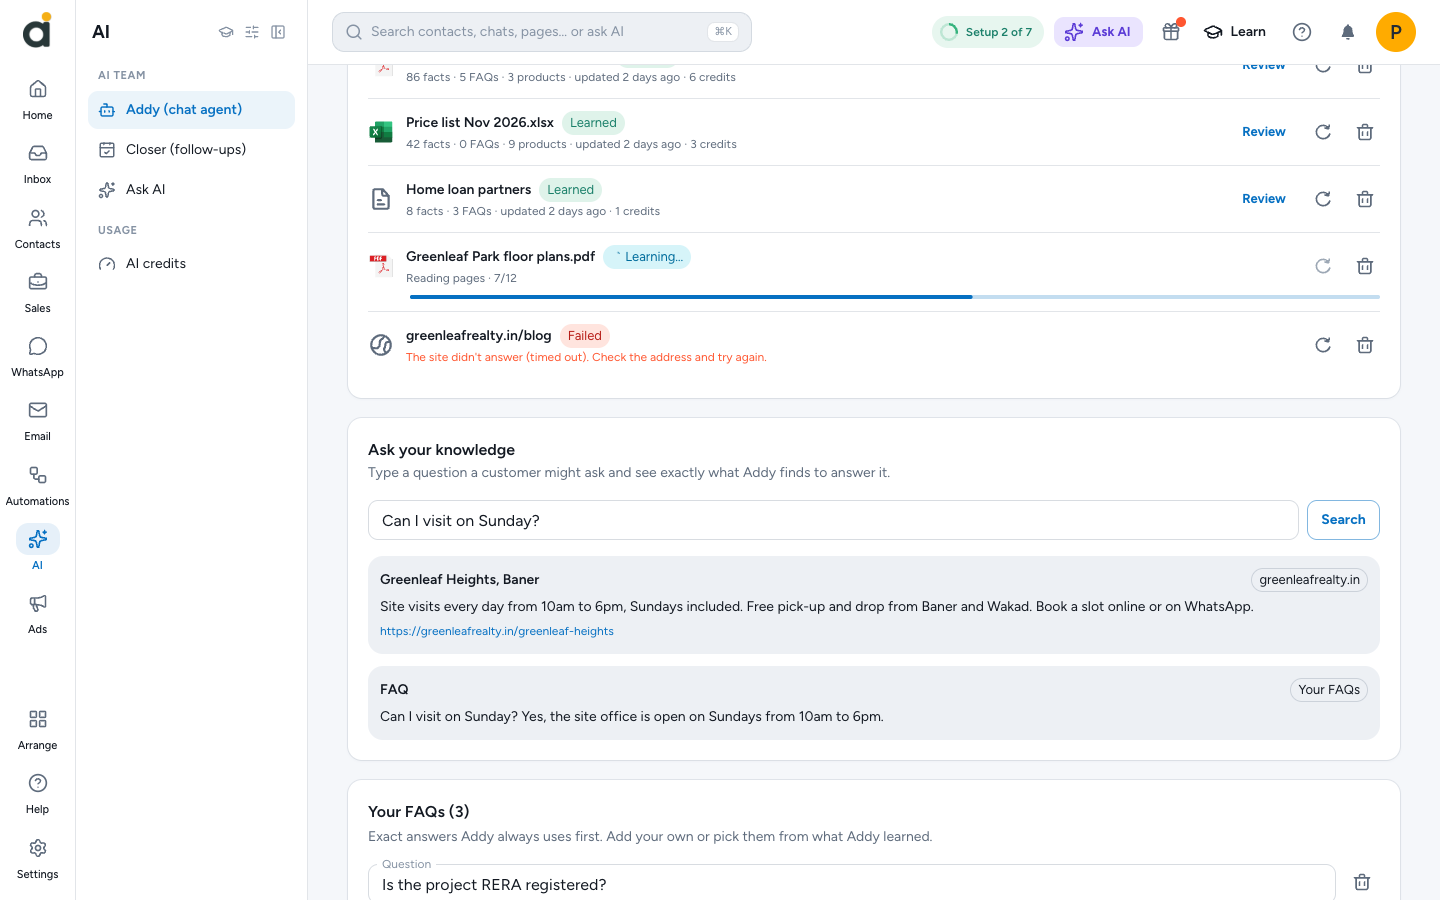 AI
Search contacts, chats, pages... or ask AI
⌘K
Setup 2 of 7
Ask AI
Learn
P
Home
Inbox
Contacts
Sales
WhatsApp
Email
Automations
AI
Ads
Arrange
Help
Settings
AI TEAM
Addy (chat agent)
Closer (follow-ups)
Ask AI
USAGE
AI credits
86 facts · 5 FAQs · 3 products · updated 2 days ago · 6 credits
Review
Price list Nov 2026.xlsx
Learned
42 facts · 0 FAQs · 9 products · updated 2 days ago · 3 credits
Review
Home loan partners
Learned
8 facts · 3 FAQs · updated 2 days ago · 1 credits
Review
Greenleaf Park floor plans.pdf
Learning...
Reading pages · 7/12
greenleafrealty.in/blog
Failed
The site didn't answer (timed out). Check the address and try again.
Ask your knowledge
Type a question a customer might ask and see exactly what Addy finds to answer it.
Can I visit on Sunday?
Search
Greenleaf Heights, Baner
greenleafrealty.in
Site visits every day from 10am to 6pm, Sundays included. Free pick-up and drop from Baner and Wakad. Book a slot online or on WhatsApp.
https://greenleafrealty.in/greenleaf-heights
FAQ
Your FAQs
Can I visit on Sunday? Yes, the site office is open on Sundays from 10am to 6pm.
Your FAQs (3)
Exact answers Addy always uses first. Add your own or pick them from what Addy learned.
Question
Is the project RERA registered?